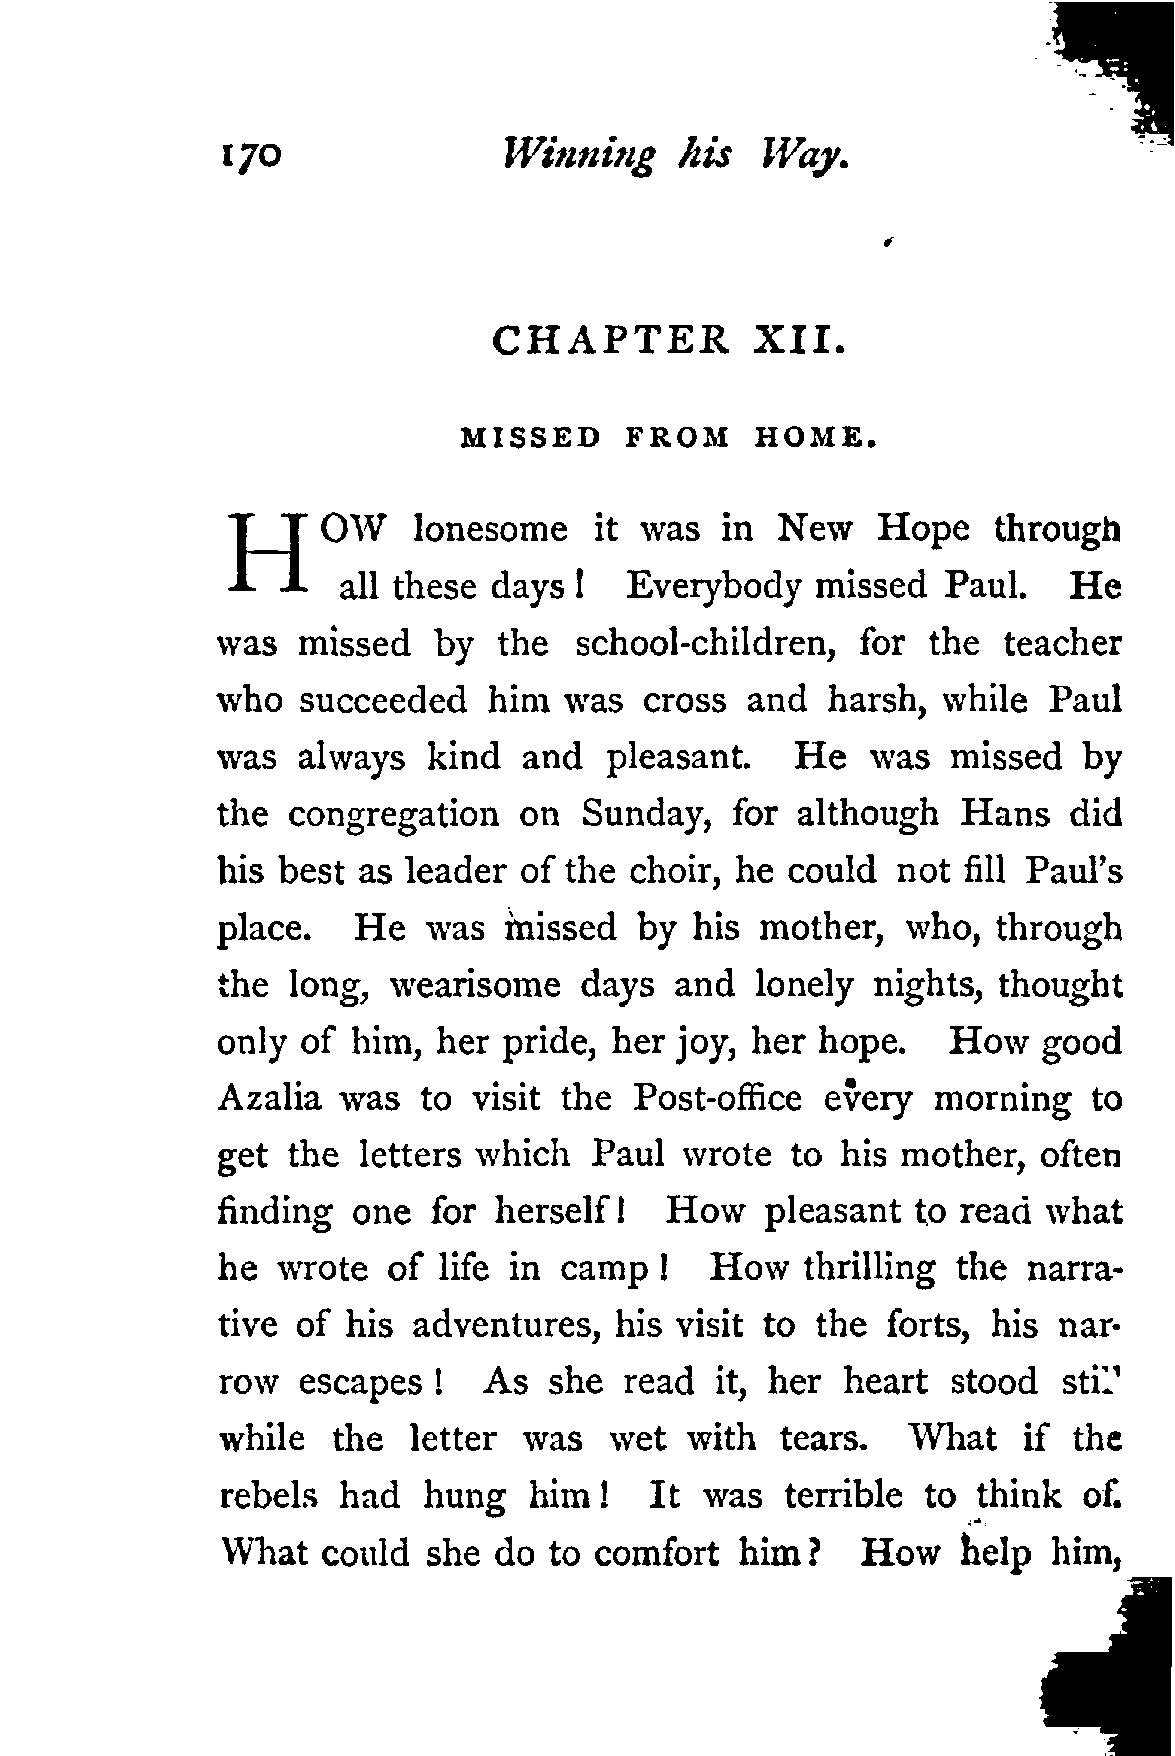 170 Winning his Way.
CHAPTER XII.
MISSED FROM HOME.
HOW lonesome it was in New Hope through
all these days! Everybody missed Paul. He
was missed by the school-children, for the teacher
who succeeded him was cross and harsh, while Paul
was always kind and pleasant. He was missed by
the congregation on Sunday, for although Hans did
his best as leader of the choir, he could not fill Paul's
place. He was missed by his mother, who, through
the long, wearisome days and lonely nights, thought
only of him, her pride, her joy, her hope. How good
Azalia was to visit the Post-office every morning to
get the letters which Paul wrote to his mother, often
finding one for herself! How pleasant to read what
he wrote of life in camp! How thrilling the narra-
tive of his adventures, his visit to the forts, his nar-
row escapes! As she read it, her heart stood still
while the letter was wet with tears. What if the
rebels had hung him! It was terrible to think of.
What could she do to comfort him? How help him,